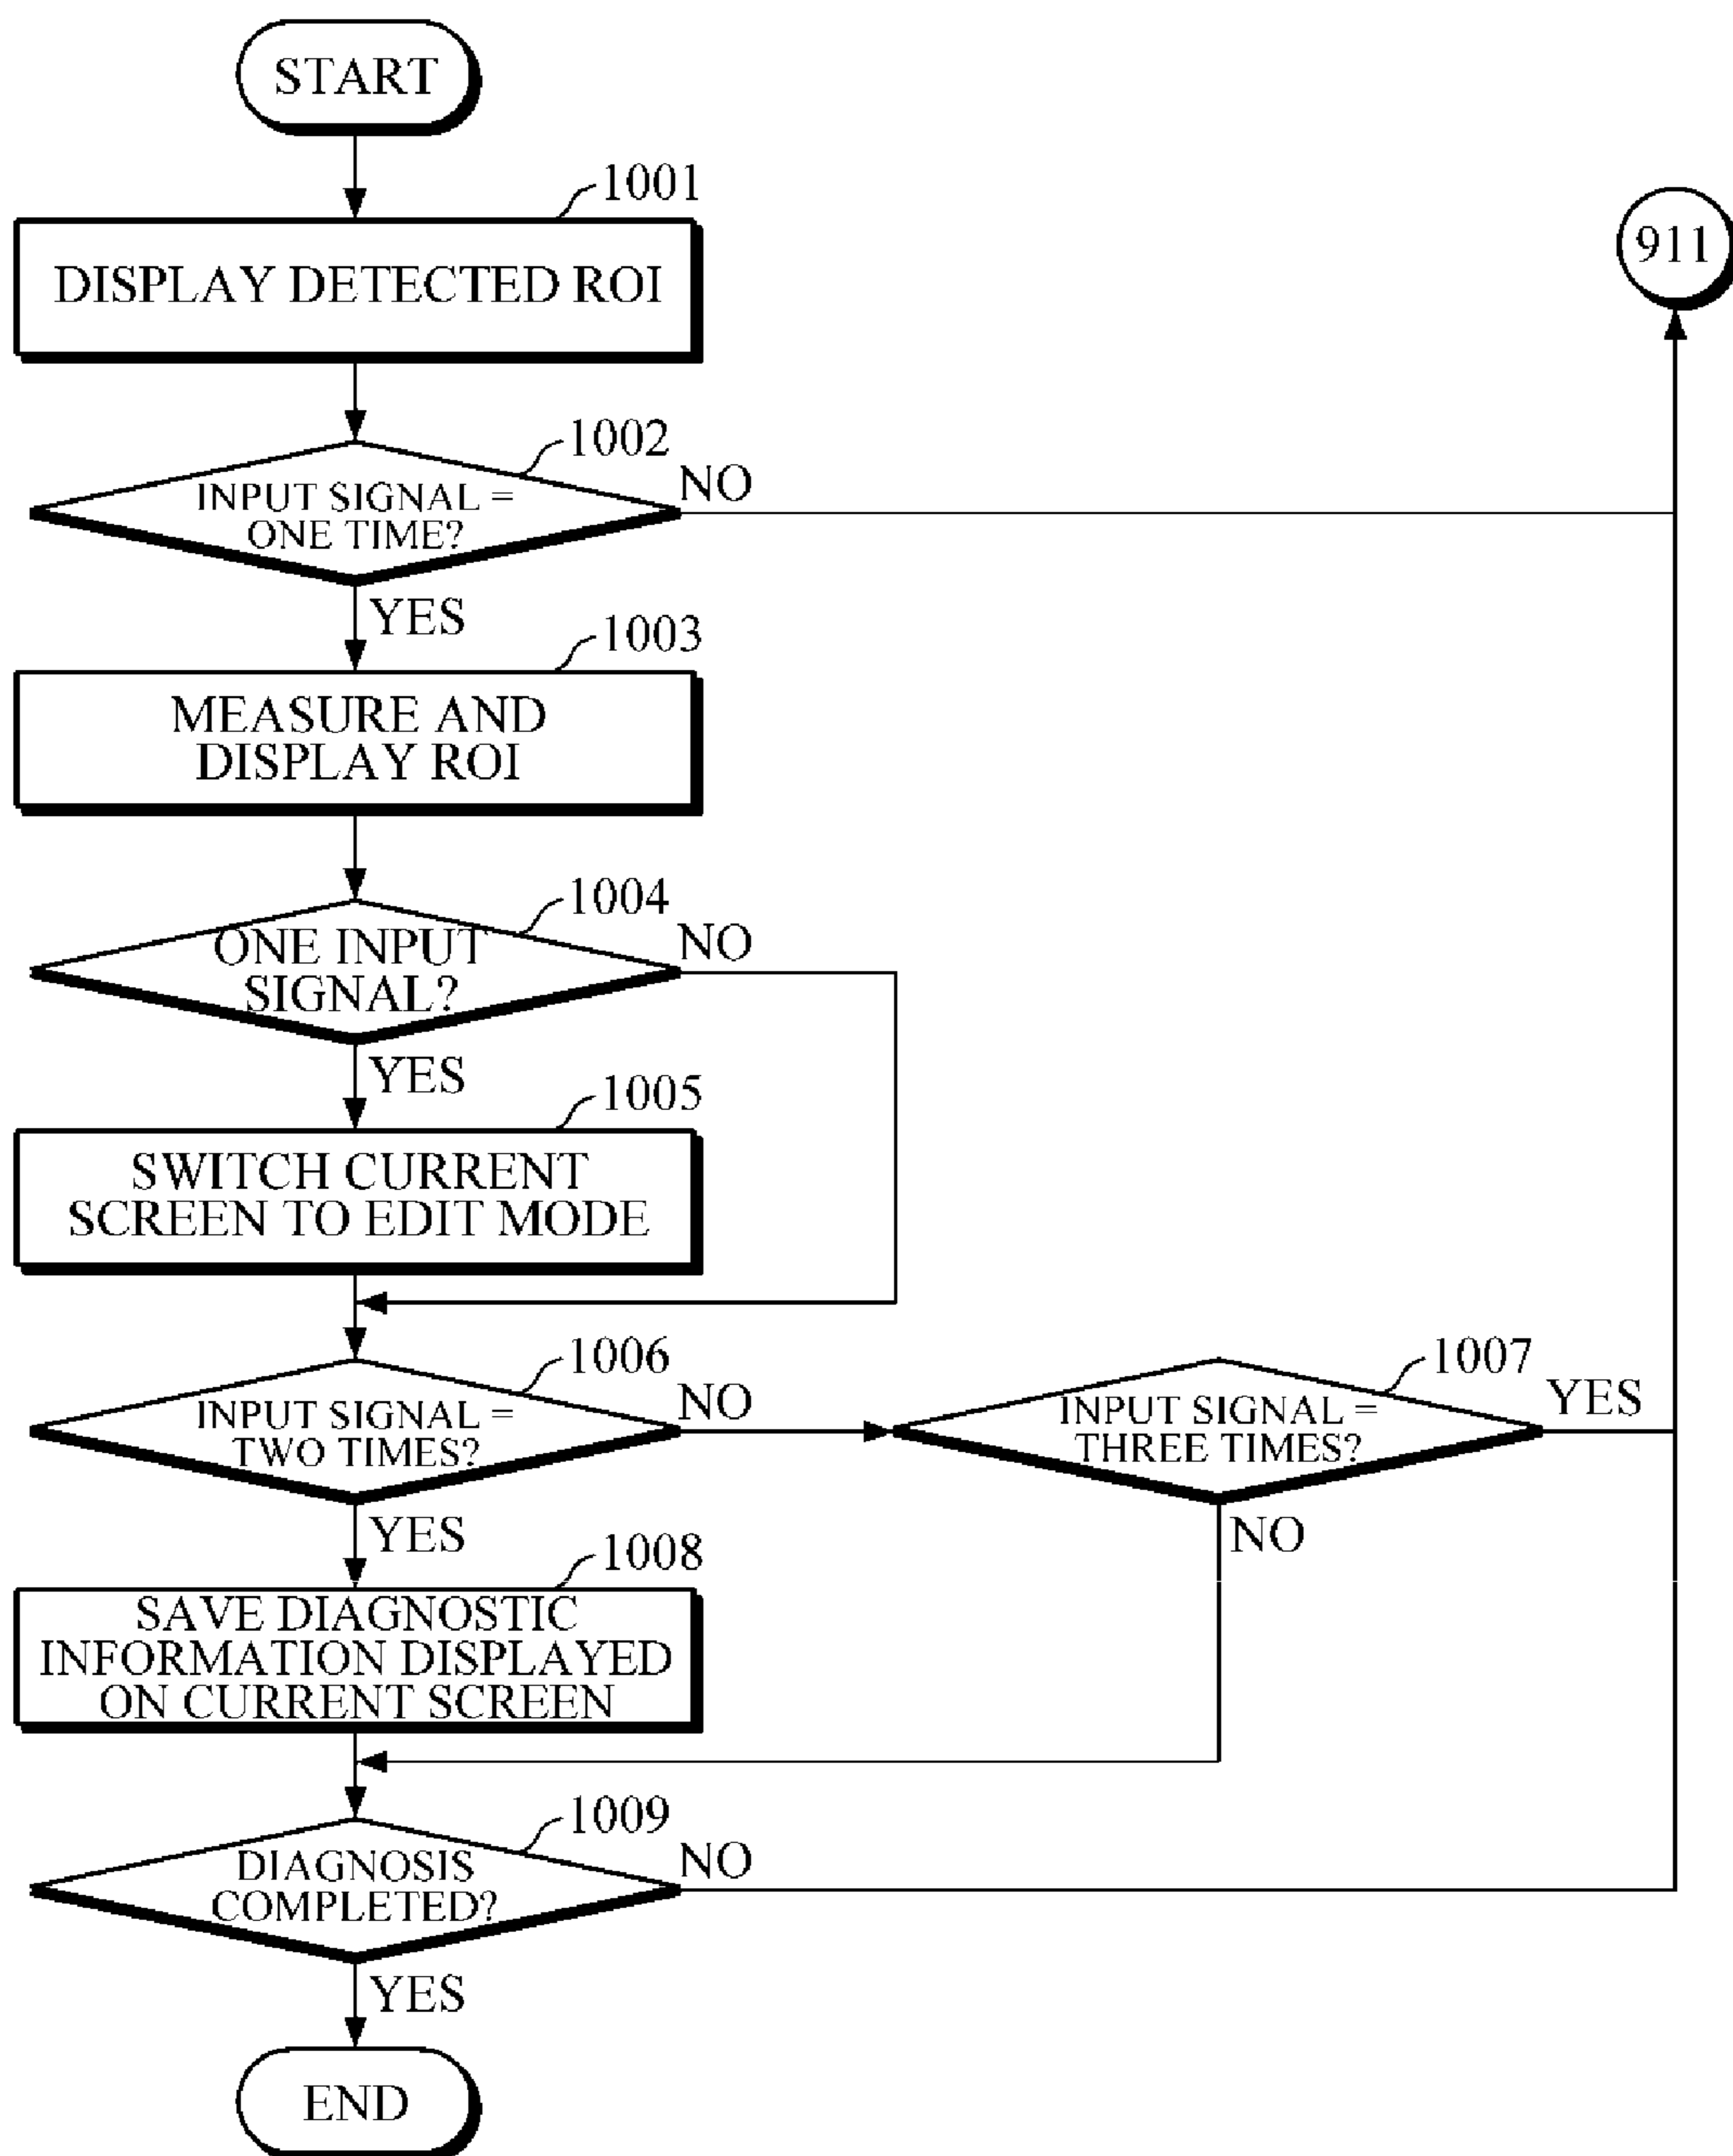 START
1001
DISPLAY DETECTED ROI
911
1002
INPUT SIGNAL =
ONE TIME?
NO
YES
1003
MEASURE AND
DISPLAY ROI
1004
ONE INPUT
SIGNAL?
NO
YES
1005
SWITCH CURRENT
SCREEN TO EDIT MODE
1006
INPUT SIGNAL =
TWO TIMES?
NO
1007
INPUT SIGNAL =
THREE TIMES?
YES
YES
NO
1008
SAVE DIAGNOSTIC
INFORMATION DISPLAYED
ON CURRENT SCREEN
1009
DIAGNOSIS
COMPLETED?
NO
YES
END